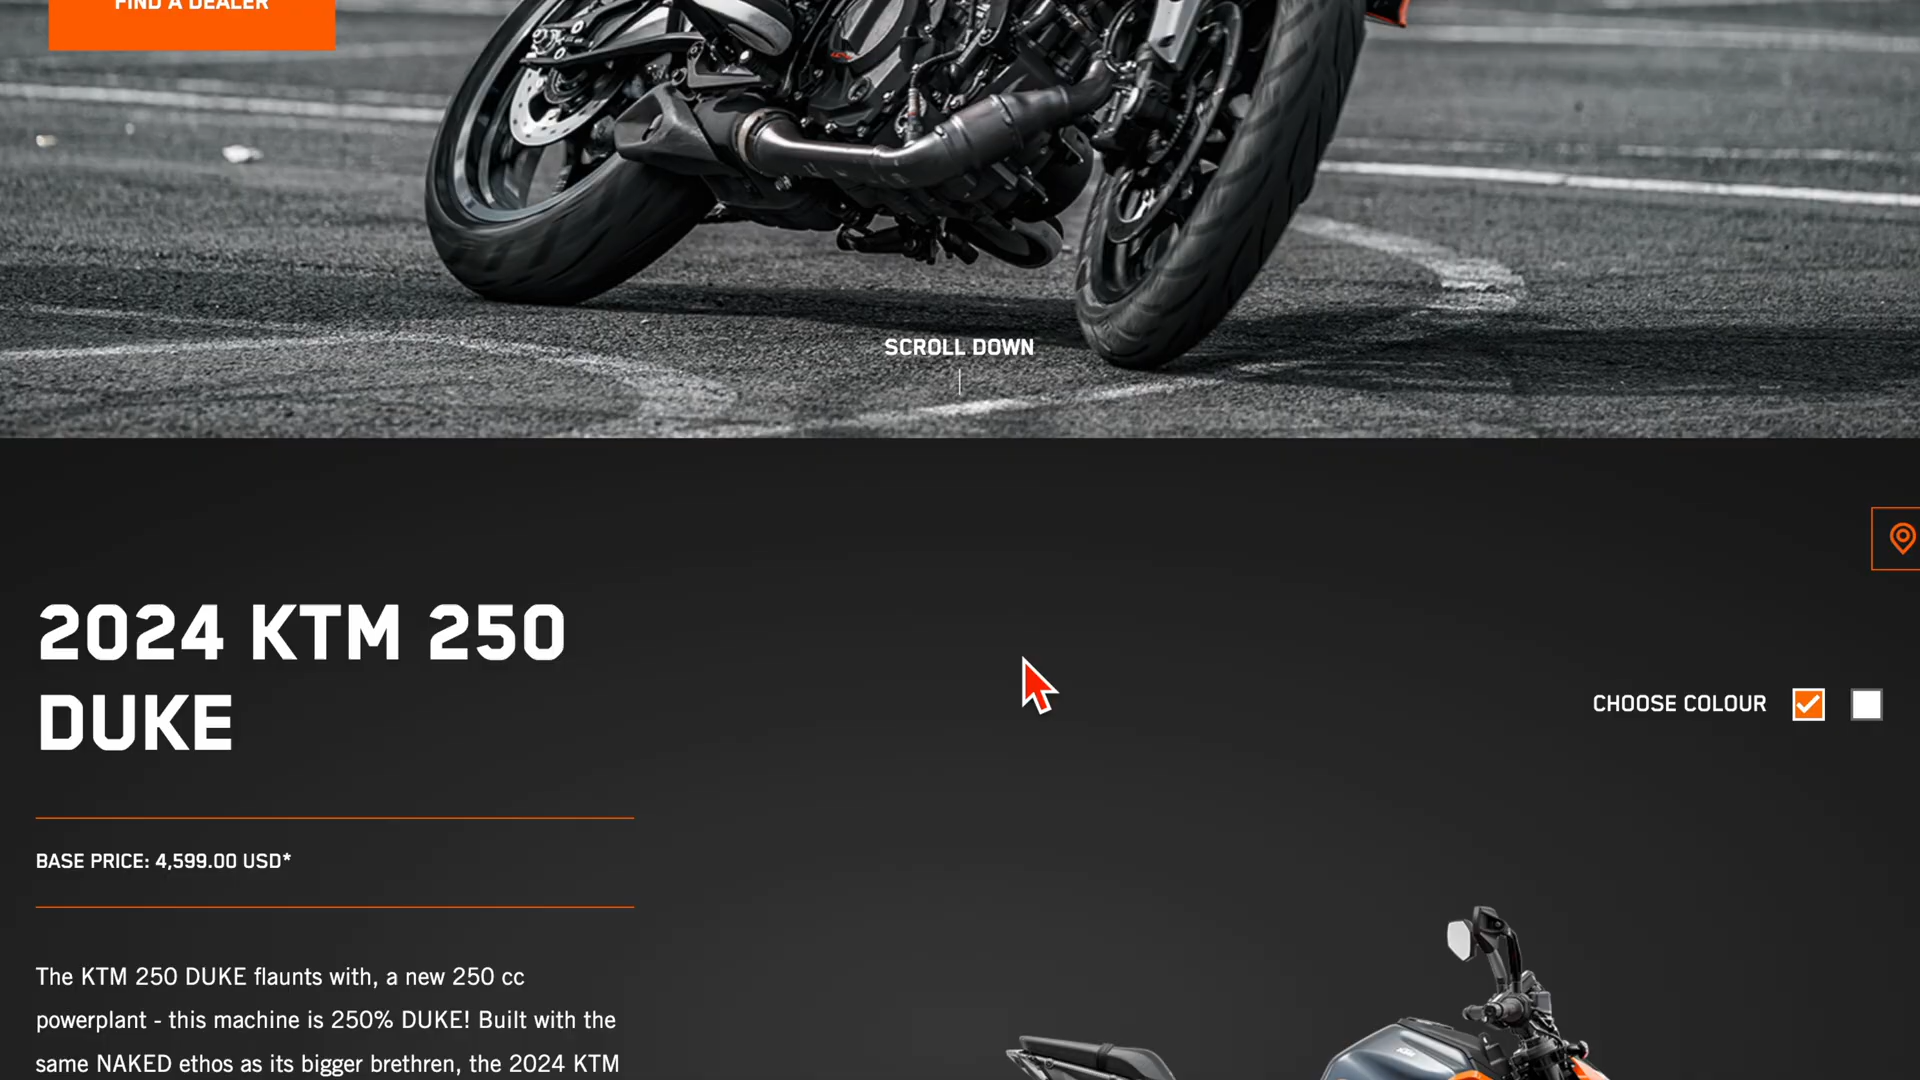 FIND A DEALER
SCROLL DOWN
2024 KTM 250
DUKE
CHOOSE COLOUR
BASE PRICE: 4,599.00 USD*
The KTM 250 DUKE flaunts with, a new 250 cc
powerplant - this machine is 250% DUKE! Built with the
same NAKED ethos as its bigger brethren, the 2024 KTM
KTM